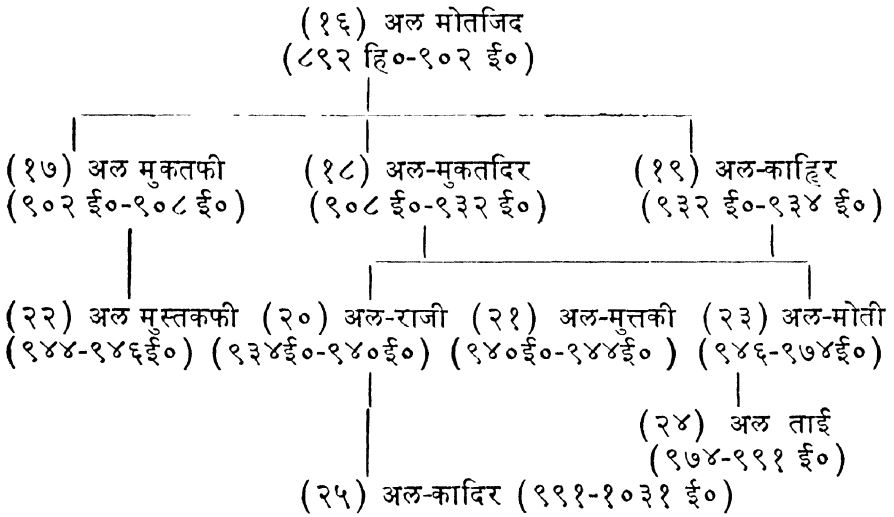 (१६) अल मोतजिद
(८९२ हि०-९०२ ई०)
(१७) अल मुकतफी (१८) अल-मुकतदिर (१९) अल-काहिर
(९०२ ई०-९०८ ई०) (९०८ ई०-९३२ ई०) (९३२ ई०-९३४ ई०)
(२२) अल मुस्तकफी (२०) अल-राजी (२१) अल-मुत्तकी (२३) अल-मोती
(९४४-९४६ई०) (९३४ई०-९४०ई०) (९४०ई०-९४४ई०) (९४६-९७४ई०)
(२४) अल ताई
(९७४-९९१ ई०)
(२५) अल-कादिर (९९१-१०३१ ई०)